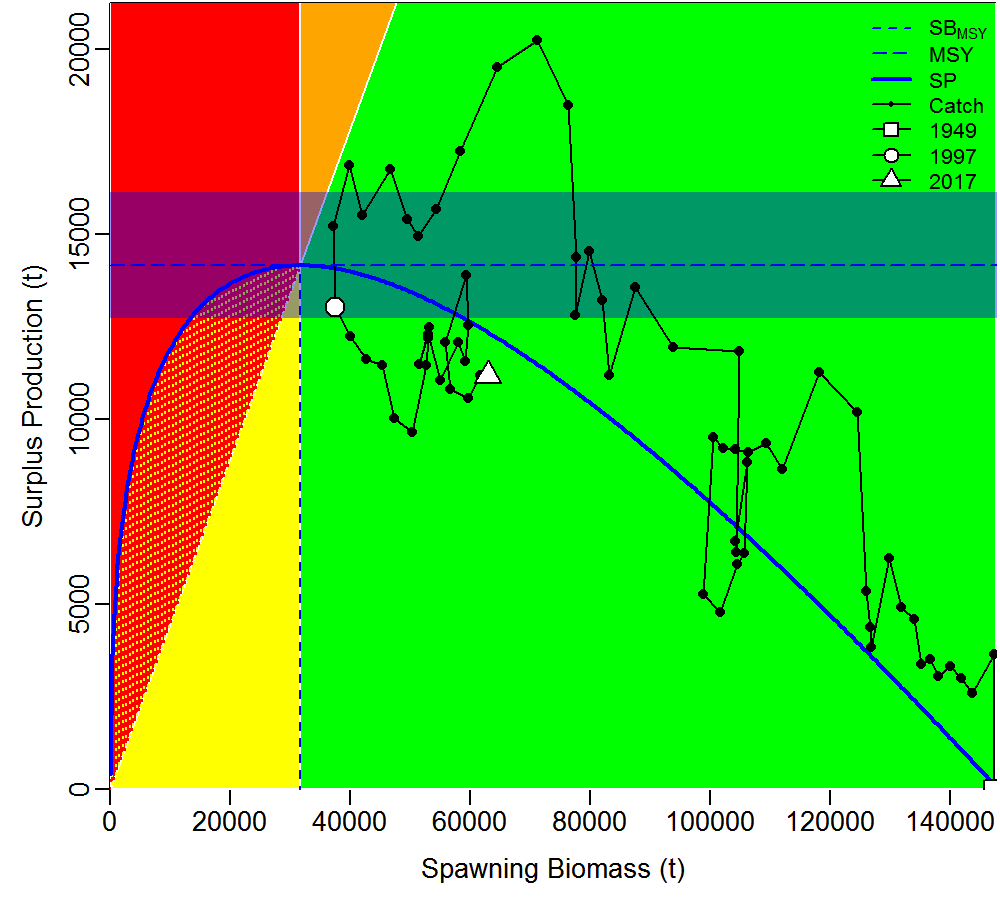 20000
15000
10000
5000
0
Surplus Production (t)
SBMSY
MSY
SP
Catch
1949
1997
2017
0 20000 40000 60000 80000 100000 120000 140000
Spawning Biomass (t)